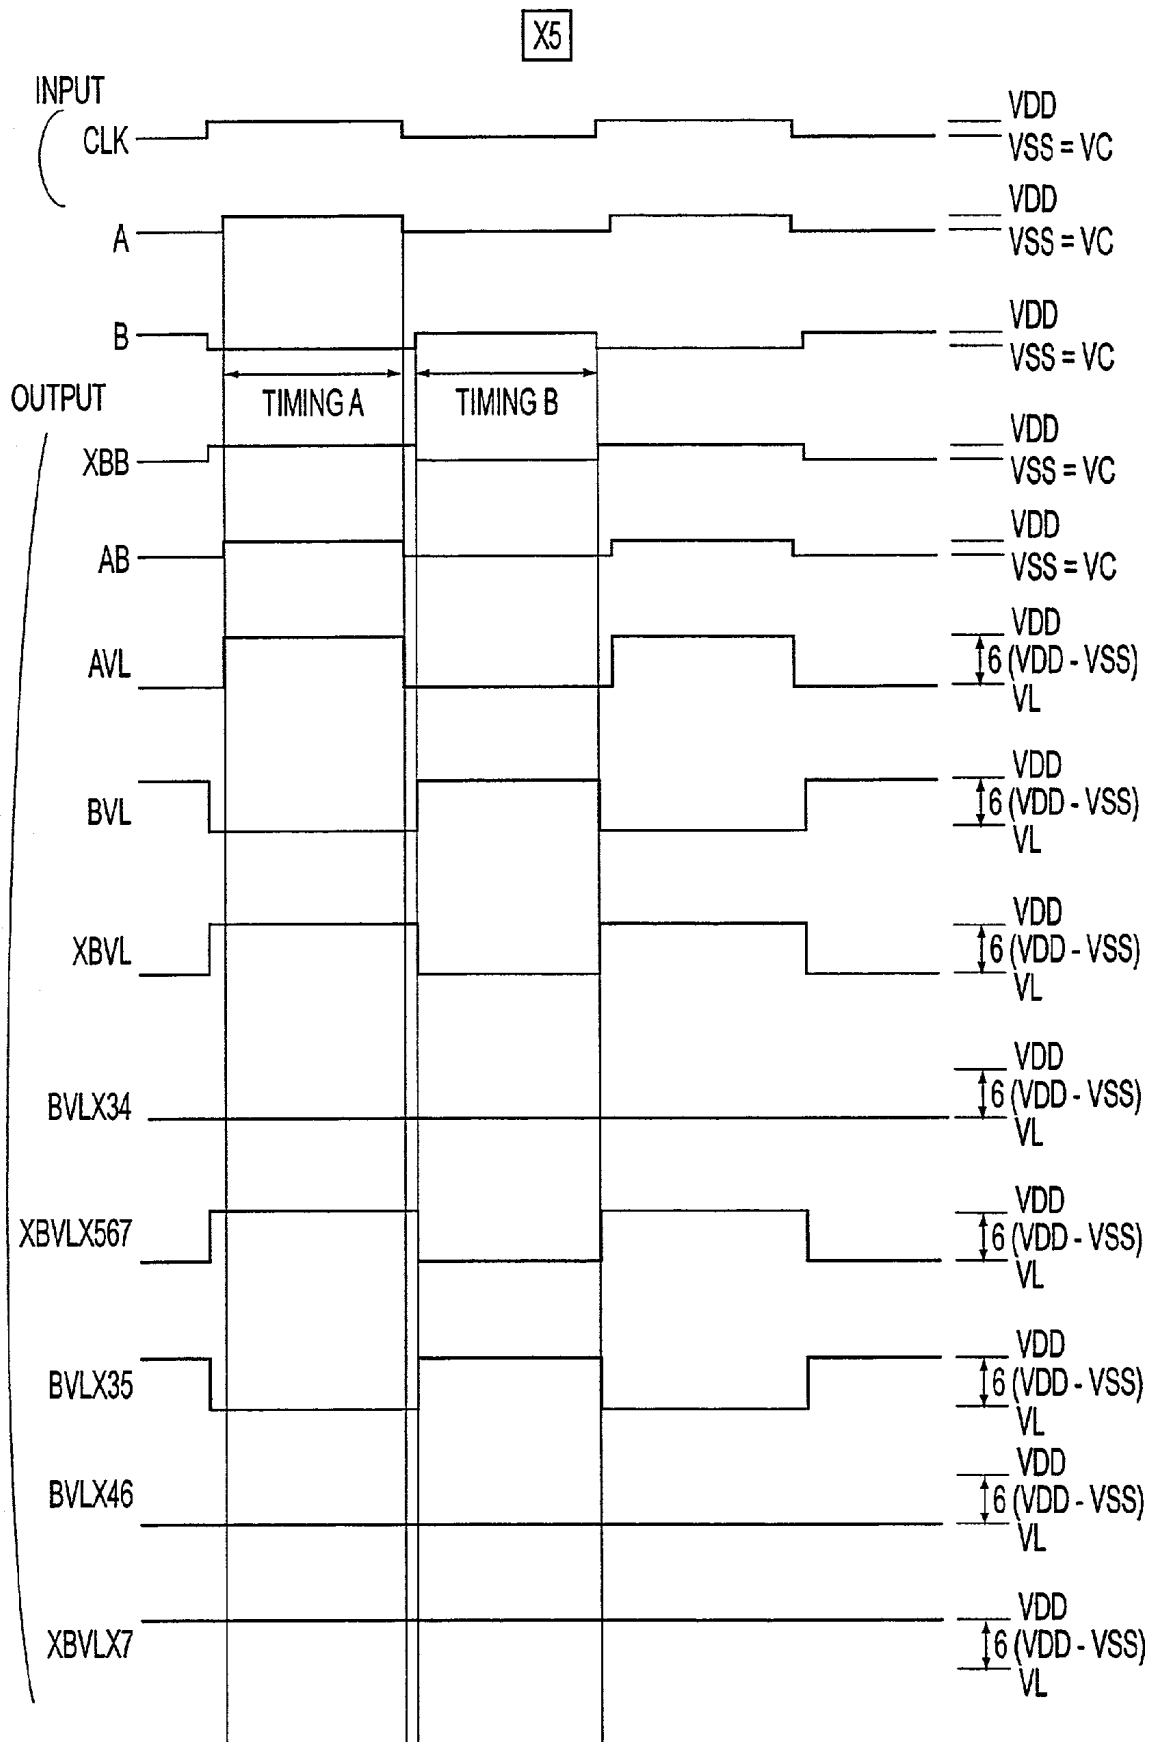 X5
INPUT
CLK
VDD
VSS = VC
A
VDD
VSS = VC
B
VDD
VSS = VC
TIMING A
TIMING B
OUTPUT
XBB
VDD
VSS = VC
AB
VDD
VSS = VC
AVL
VDD
6 (VDD - VSS)
VL
BVL
VDD
6 (VDD - VSS)
VL
XBVL
VDD
6 (VDD - VSS)
VL
BVLX34
VDD
6 (VDD - VSS)
VL
XBVLX567
VDD
6 (VDD - VSS)
VL
BVLX35
VDD
6 (VDD - VSS)
VL
BVLX46
VDD
6 (VDD - VSS)
VL
XBVLX7
VDD
6 (VDD - VSS)
VL